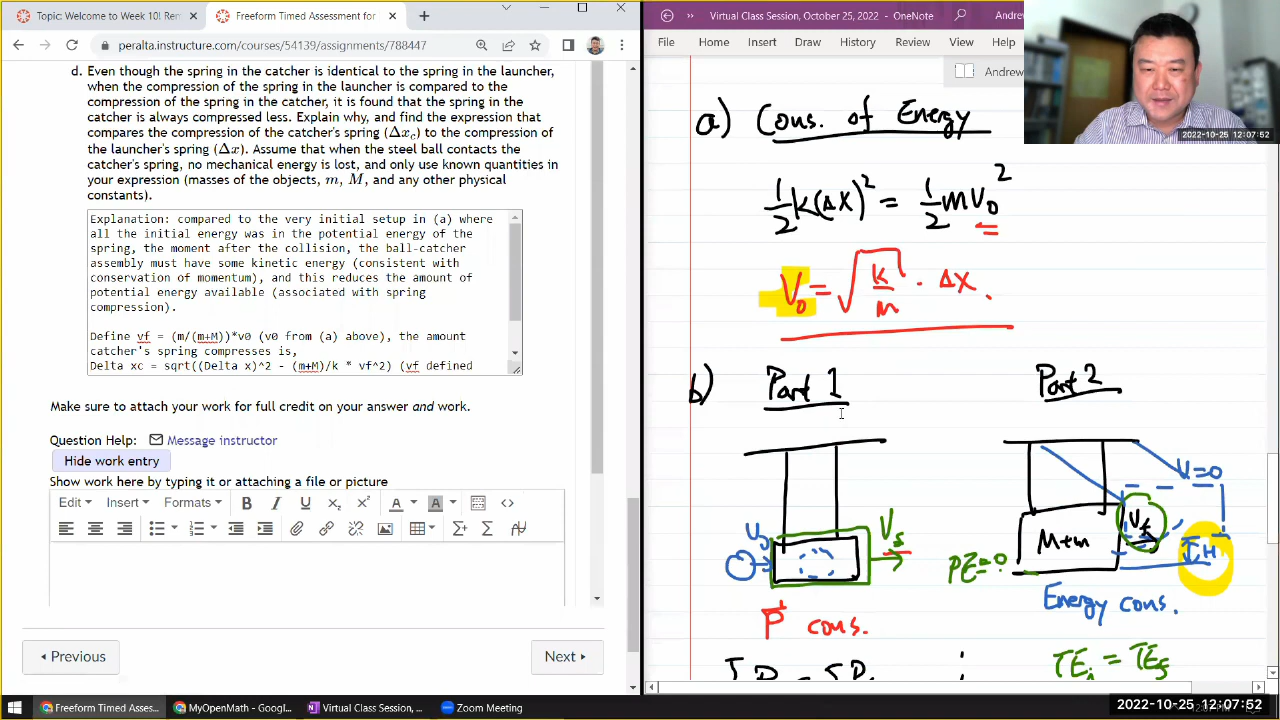 Topic: Welcome to Week 10! Rem
Freeform Timed Assessment for
peralta.instructure.com/courses/54139/assignments/788447
d. Even though the spring in the catcher is identical to the spring in the launcher,
when the compression of the spring in the launcher is compared to the
compression of the spring in the catcher, it is found that the spring in the
catcher is always compressed less. Explain why, and find the expression that
compares the compression of the catcher's spring (Δx_c) to the compression of
the launcher's spring (Δx). Assume that when the steel ball contacts the
catcher's spring, no mechanical energy is lost, and only use known quantities in
your expression (masses of the objects, m, M, and any other physical
constants).
Explanation: compared to the very initial setup in (a) where
all the initial energy was in the potential energy of the
spring, the moment after the collision, the ball-catcher
assembly must have some kinetic energy (consistent with
conservation of momentum), and this reduces the amount of
potential energy available (associated with spring
compression).
Define vf = (m/(m+M))*v0 (v0 from (a) above), the amount
catcher's spring compresses is,
Delta xc = sqrt((Delta x)^2 - (m+M)/k * vf^2) (vf defined
Make sure to attach your work for full credit on your answer and work.
Question Help: Message instructor
Hide work entry
Show work here by typing it or attaching a file or picture
Edit Insert Formats B I U X₂ X² A A <>
Previous
Next
Virtual Class Session, October 25, 2022 - OneNote
Andrew
File Home Insert Draw History Review View Help
Andrew
2022-10-25 12:07:52
a) Cons. of Energy
½k(ΔX)² = ½mV₀²
V₀ = √(k/m) · ΔX.
b) Part 1
Part 2
V=0
V₀
V_f
V_f
M+m
H
PE=0
Energy cons.
P cons.
TE_i = TE_f
Freeform Timed Asses...
MyOpenMath - Googl...
Virtual Class Session, ...
Zoom Meeting
2022-10-25 12:07:52